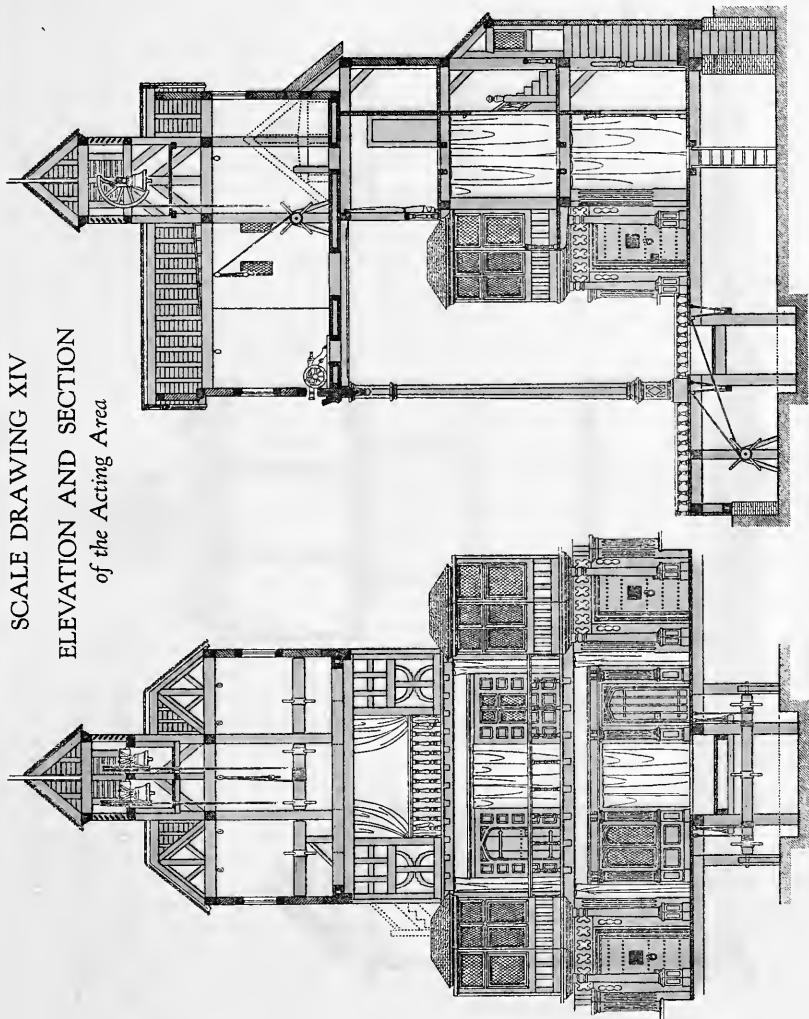 SCALE DRAWING XIV
ELEVATION AND SECTION
of the Acting Area